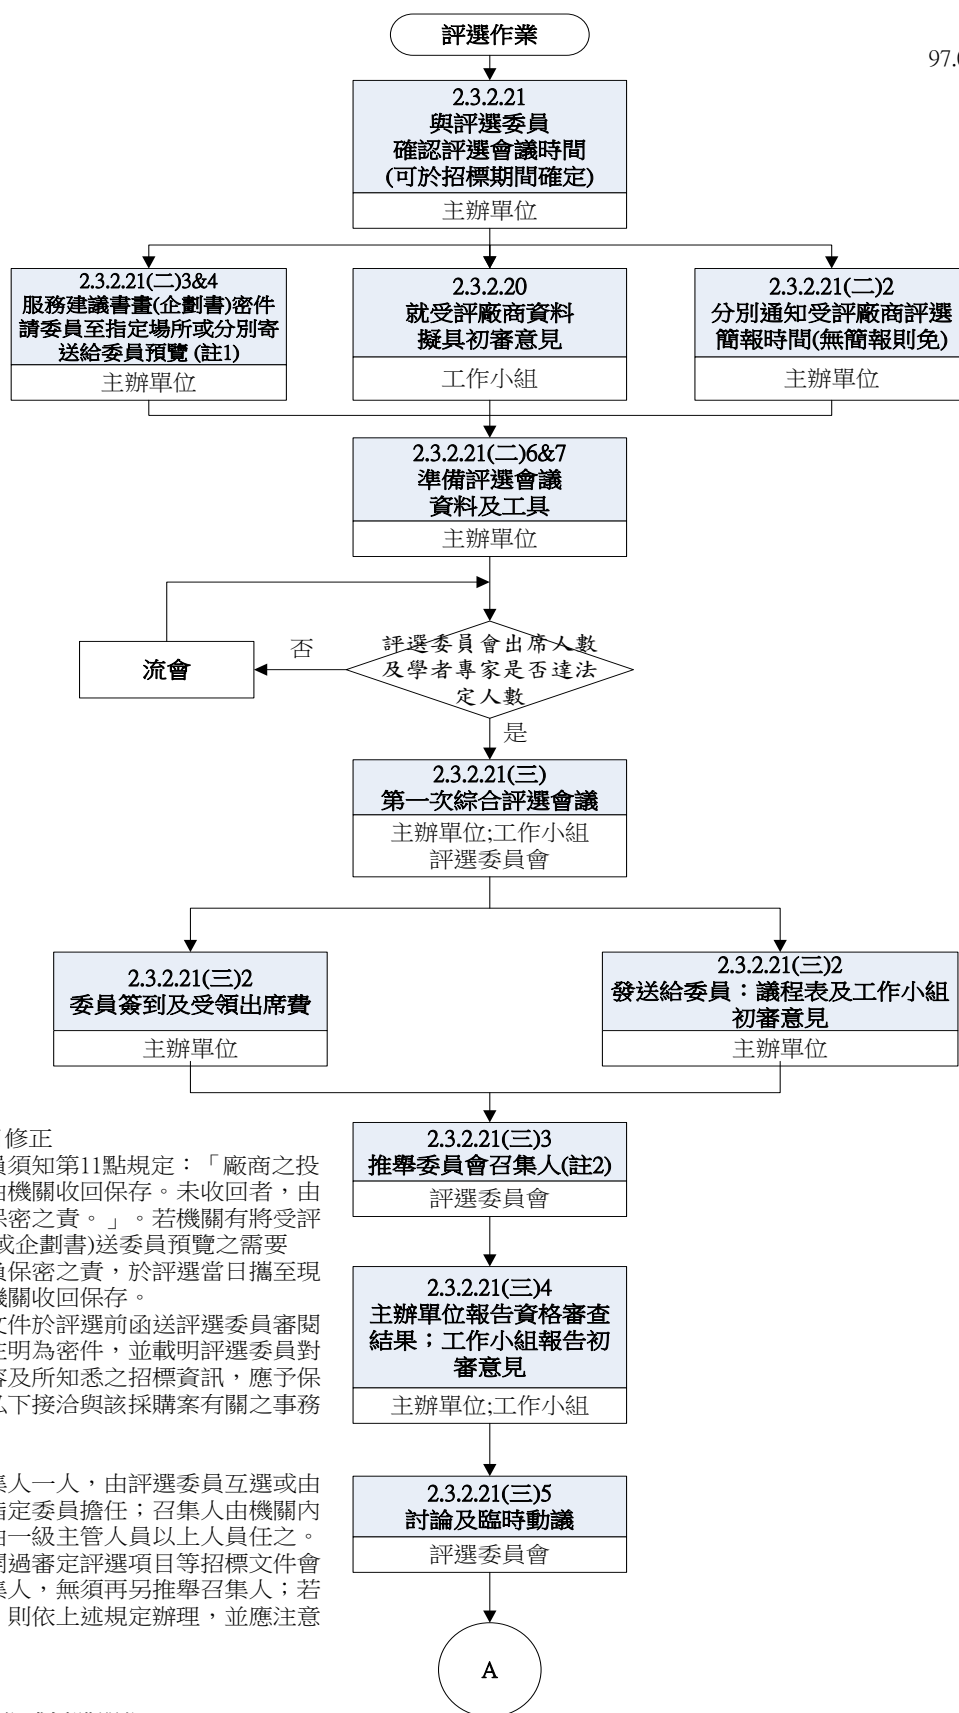 評選作業
97.0
2.3.2.21
與評選委員
確認評選會議時間
(可於招標期間確定)
主辦單位
2.3.2.21(二)3&4
服務建議書畫(企劃書)密件
請委員至指定場所或分別寄
送給委員預覽 (註1)
主辦單位
2.3.2.20
就受評廠商資料
擬具初審意見
工作小組
2.3.2.21(二)2
分別通知受評廠商評選
簡報時間(無簡報則免)
主辦單位
2.3.2.21(二)6&7
準備評選會議
資料及工具
主辦單位
評選委員會出席人數
及學者專家是否達法
定人數
否
流會
是
2.3.2.21(三)
第一次綜合評選會議
主辦單位;工作小組
評選委員會
2.3.2.21(三)2
委員簽到及受領出席費
主辦單位
2.3.2.21(三)2
發送給委員：議程表及工作小組
初審意見
主辦單位
2.3.2.21(三)3
推舉委員會召集人(註2)
評選委員會
2.3.2.21(三)4
主辦單位報告資格審查
結果；工作小組報告初
審意見
主辦單位;工作小組
2.3.2.21(三)5
討論及臨時動議
評選委員會
A
修正
員須知第11點規定：「廠商之投
由機關收回保存。未收回者，由
保密之責。」。若機關有將受評
或企劃書)送委員預覽之需要
負保密之責，於評選當日攜至現
機關收回保存。
文件於評選前函送評選委員審閱
註明為密件，並載明評選委員對
容及所知悉之招標資訊，應予保
私下接洽與該採購案有關之事務
集人一人，由評選委員互選或由
指定委員擔任；召集人由機關內
由一級主管人員以上人員任之。
開過審定評選項目等招標文件會
集人，無須再另推舉召集人；若
則依上述規定辦理，並應注意